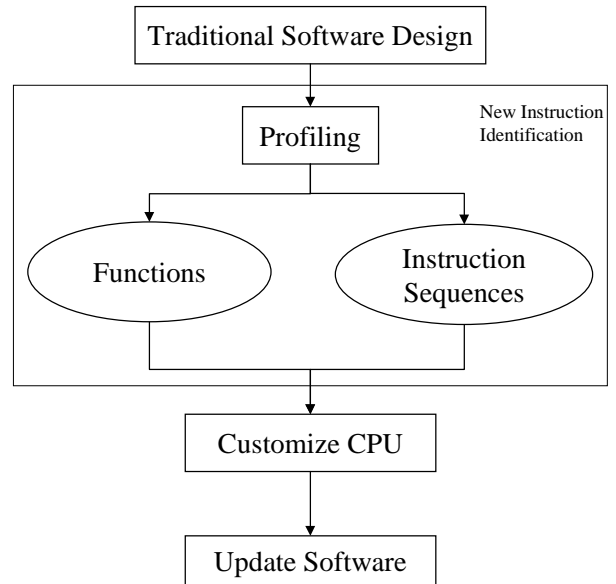 Traditional Software Design
New Instruction
Identification
Profiling
Functions
Instruction
Sequences
Customize CPU
Update Software